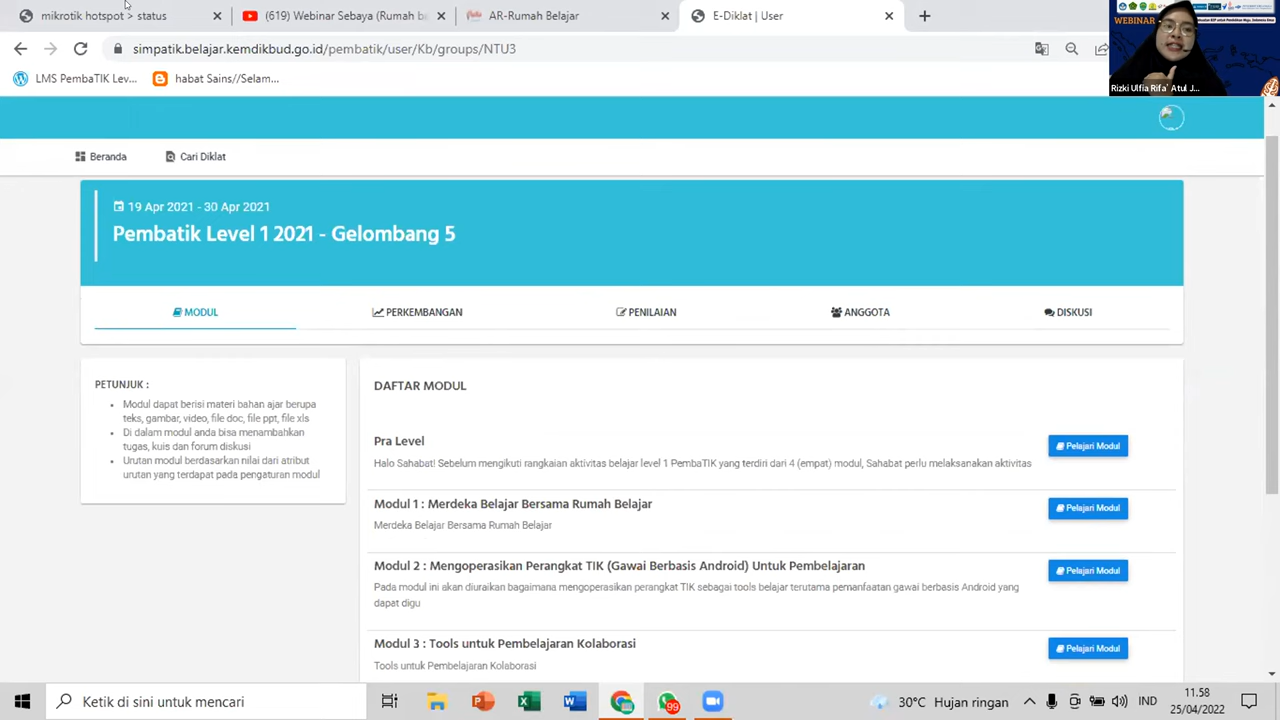 mikrotik hotspot > status
(619) Webinar Sebaya (Rumah
Rumah Belajar
E-Diklat | User
simpatik.belajar.kemdikbud.go.id/pembatik/user/Kb/groups/NTU3
LMS PembaTIK Lev...
habat Sains//Selam...
WEBINAR
Rizki Ulfia Rifa' Atul J...
Beranda
Cari Diklat
19 Apr 2021 - 30 Apr 2021
Pembatik Level 1 2021 - Gelombang 5
MODUL
PERKEMBANGAN
PENILAIAN
ANGGOTA
DISKUSI
PETUNJUK :
Modul dapat berisi materi bahan ajar berupa
teks, gambar, video, file doc, file ppt, file xls
Di dalam modul anda bisa menambahkan
tugas, kuis dan forum diskusi
Urutan modul berdasarkan nilai dari atribut
urutan yang terdapat pada pengaturan modul
DAFTAR MODUL
Pra Level
Halo Sahabat! Sebelum mengikuti rangkaian aktivitas belajar level 1 PembaTIK yang terdiri dari 4 (empat) modul, Sahabat perlu melaksanakan aktivitas
Pelajari Modul
Modul 1 : Merdeka Belajar Bersama Rumah Belajar
Merdeka Belajar Bersama Rumah Belajar
Pelajari Modul
Modul 2 : Mengoperasikan Perangkat TIK (Gawai Berbasis Android) Untuk Pembelajaran
Pada modul ini akan diuraikan bagaimana mengoperasikan perangkat TIK sebagai tools belajar terutama pemanfaatan gawai berbasis Android yang
dapat digu
Pelajari Modul
Modul 3 : Tools untuk Pembelajaran Kolaborasi
Tools untuk Pembelajaran Kolaborasi
Pelajari Modul
Ketik di sini untuk mencari
99
30°C Hujan ringan
IND
11.58
25/04/2022